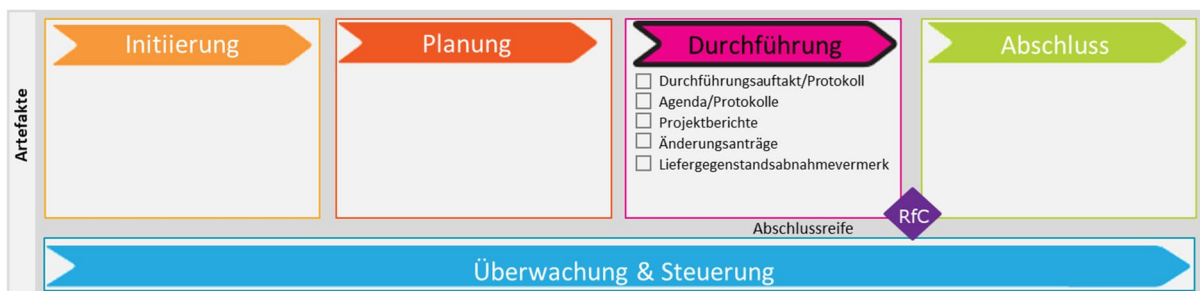 Artefakte
Initiierung
Planung
Durchführung
Durchführungsauftakt/Protokoll
Agenda/Protokolle
Projektberichte
Änderungsanträge
Liefergegenstandsabnahmevermerk
Abschluss
Abschlussreife
RfC
Überwachung & Steuerung